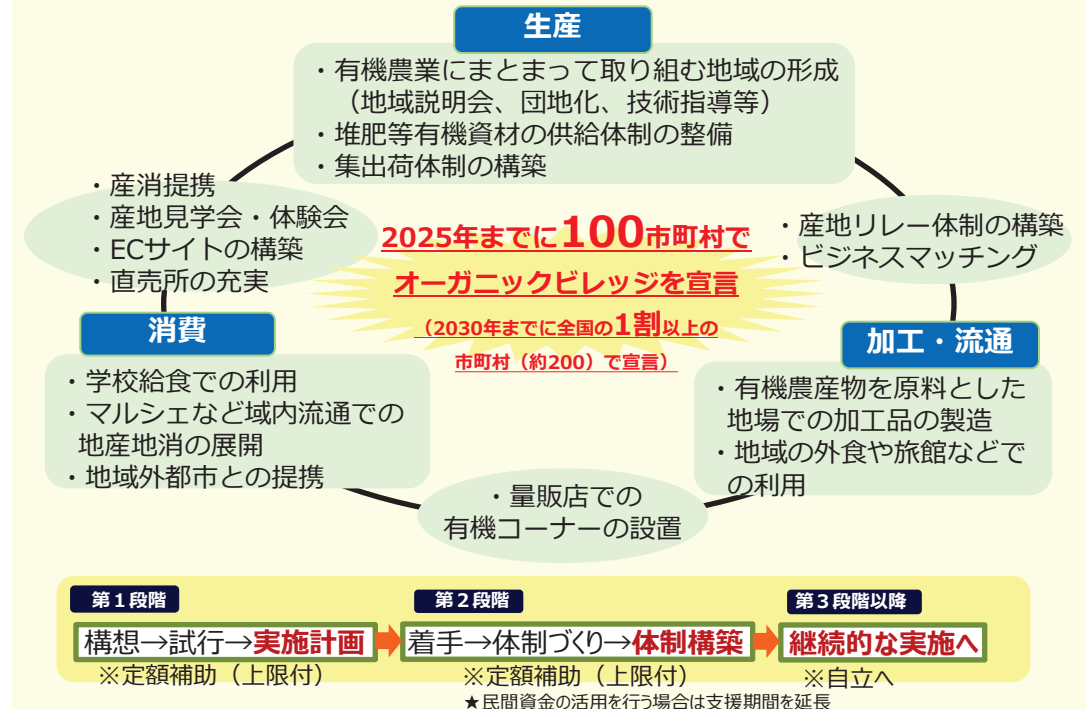 生産
・有機農業にまとまって取り組む地域の形成
（地域説明会、団地化、技術指導等）
・堆肥等有機資材の供給体制の整備
・集出荷体制の構築
・産消提携
・産地見学会・体験会
・ECサイトの構築
・直売所の充実
2025年までに100市町村で
オーガニックビレッジを宣言
（2030年までに全国の1割以上の
市町村（約200）で宣言）
・産地リレー体制の構築
・ビジネスマッチング
消費
・学校給食での利用
・マルシェなど域内流通での
地産地消の展開
・地域外都市との提携
加工・流通
・有機農産物を原料とした
地場での加工品の製造
・地域の外食や旅館などで
の利用
・量販店での
有機コーナーの設置
第１段階
構想→試行→実施計画
※定額補助（上限付）
第２段階
着手→体制づくり→体制構築
※定額補助（上限付）
★民間資金の活用を行う場合は支援期間を延長
第３段階以降
継続的な実施へ
※自立へ